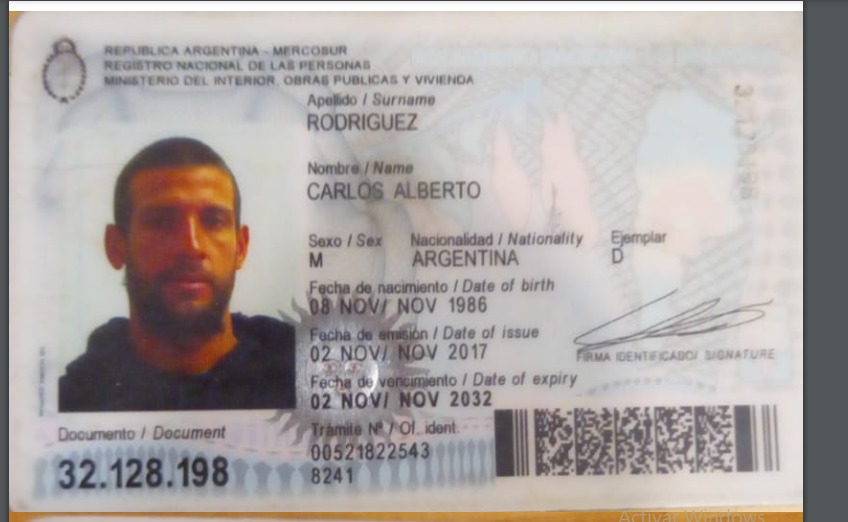 REPUBLICA ARGENTINA - MERCOSUR
REGISTRO NACIONAL DE LAS PERSONAS
MINISTERIO DEL INTERIOR, OBRAS PUBLICAS Y VIVIENDA
Apellido / Surname
RODRIGUEZ
Nombre / Name
CARLOS ALBERTO
Sexo / Sex Nacionalidad / Nationality Ejemplar
M ARGENTINA D
Fecha de nacimiento / Date of birth
08 NOV/ NOV 1986
Fecha de emisión / Date of issue
02 NOV/ NOV 2017
FIRMA IDENTIFICADO/ SIGNATURE
Fecha de vencimiento / Date of expiry
02 NOV/ NOV 2032
Documento / Document
32.128.198
Trámite Nº / Of. ident.
00521822543
8241
Activar Windows